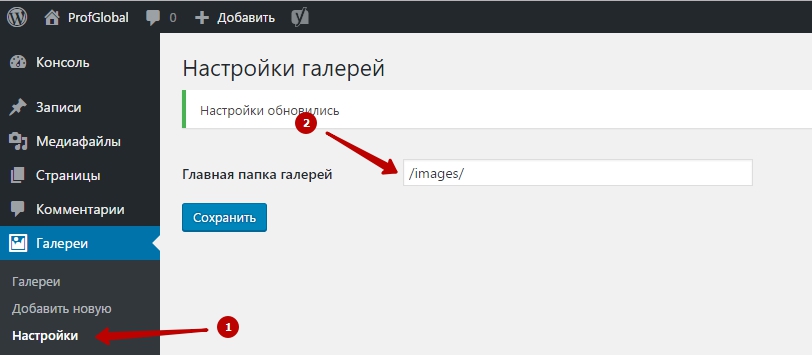 ProfGlobal 0 Добавить
Консоль
Записи
Медиафайлы
Страницы
Комментарии
Галереи
Галереи
Добавить новую
Настройки
1
Настройки галерей
Настройки обновились
2
Главная папка галерей /images/
Сохранить